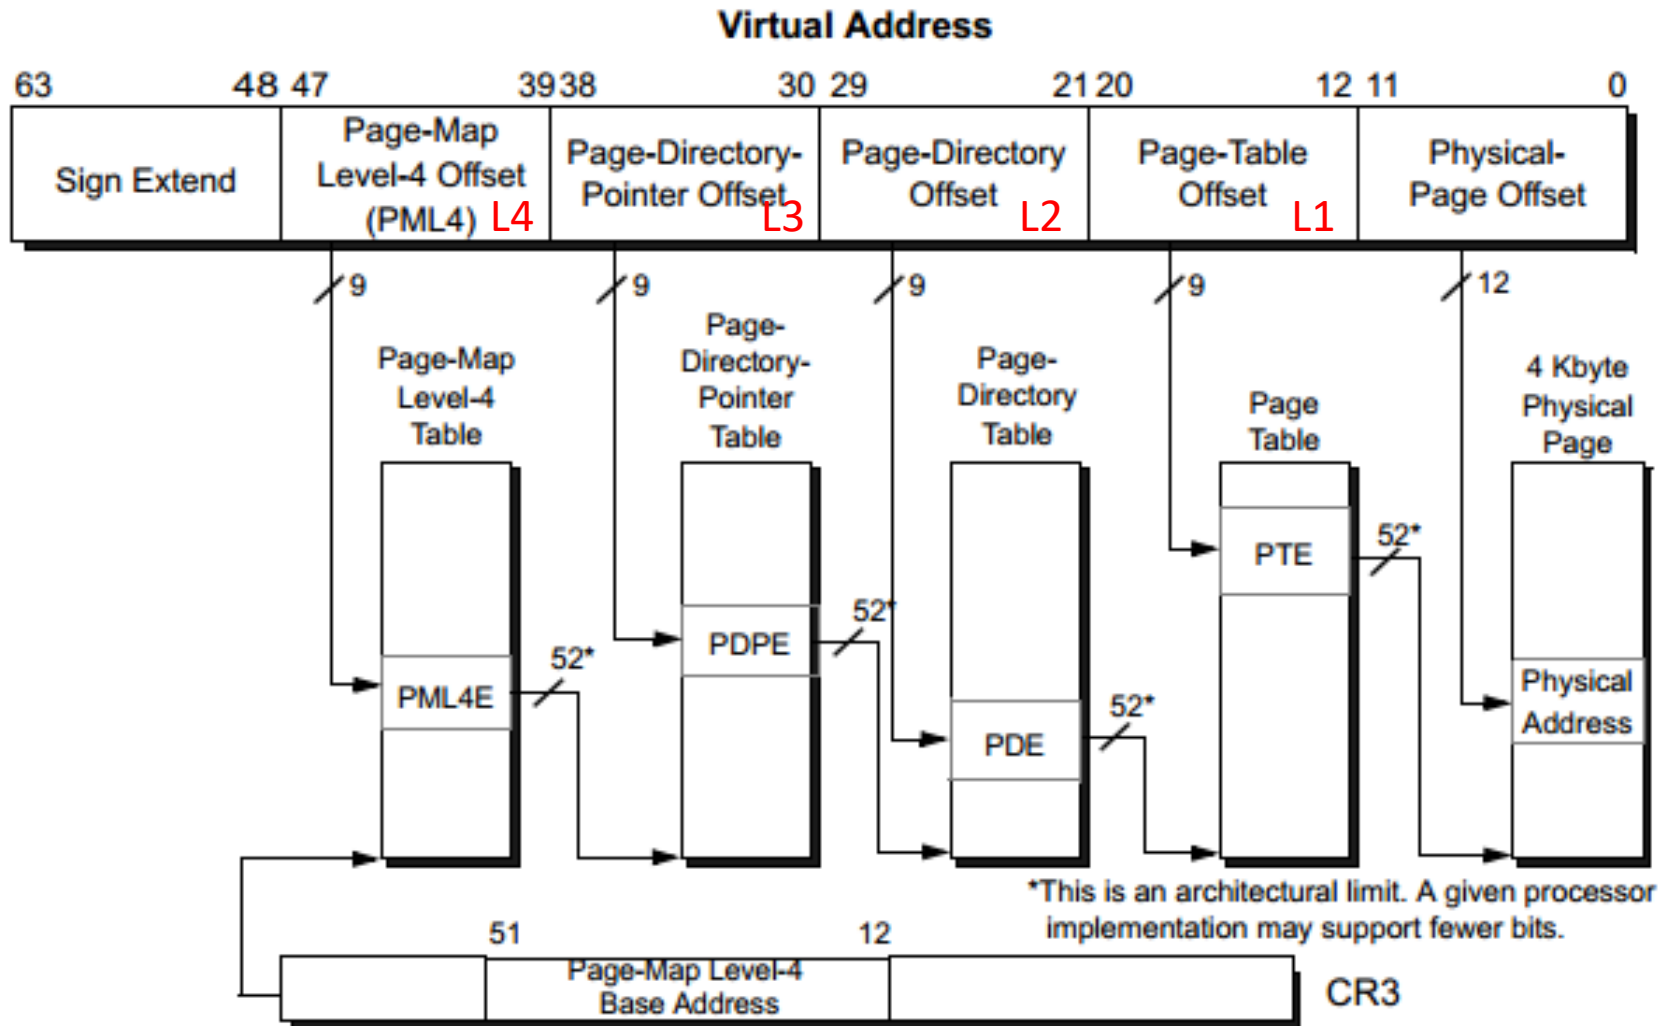 Virtual Address
63 48 47 39 38 30 29 21 20 12 11 0
Sign Extend
Page-Map
Level-4 Offset
(PML4) L4
Page-Directory-
Pointer Offset
L3
Page-Directory
Offset
L2
Page-Table
Offset
L1
Physical-
Page Offset
9 9 9 9 12
Page-Map
Level-4
Table
Page-
Directory-
Pointer
Table
Page-
Directory
Table
Page
Table
4 Kbyte
Physical
Page
PML4E
52*
PDPE
52*
PDE
52*
PTE
52*
Physical
Address
*This is an architectural limit. A given processor
implementation may support fewer bits.
51 12
Page-Map Level-4
Base Address
CR3